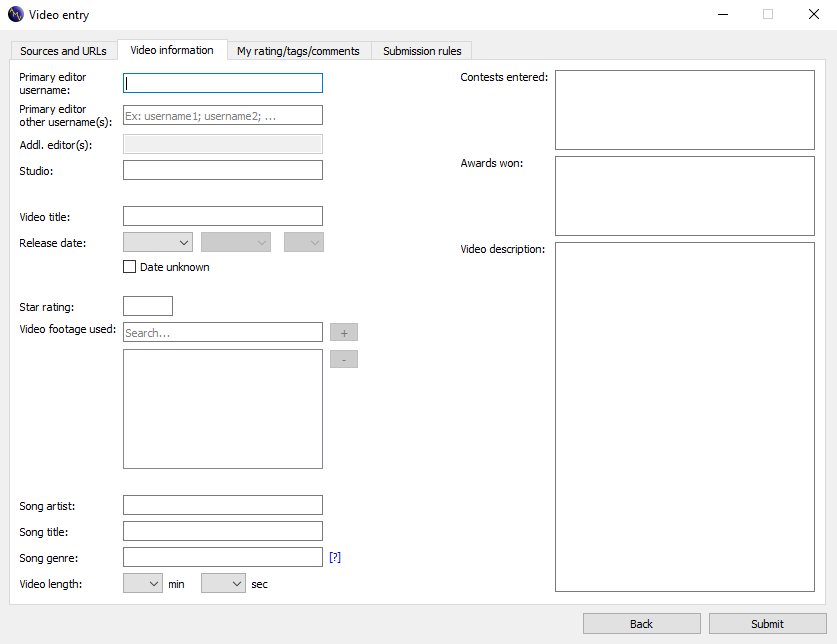 Video entry
Sources and URLs
Video information
My rating/tags/comments
Submission rules
Primary editor
username:
Primary editor
other username(s):
Ex: username1; username2; ...
Addl. editor(s):
Studio:
Video title:
Release date:
Date unknown
Star rating:
Video footage used:
Search...
+
-
Song artist:
Song title:
Song genre:
[?]
Video length:
min
sec
Contests entered:
Awards won:
Video description:
Back
Submit